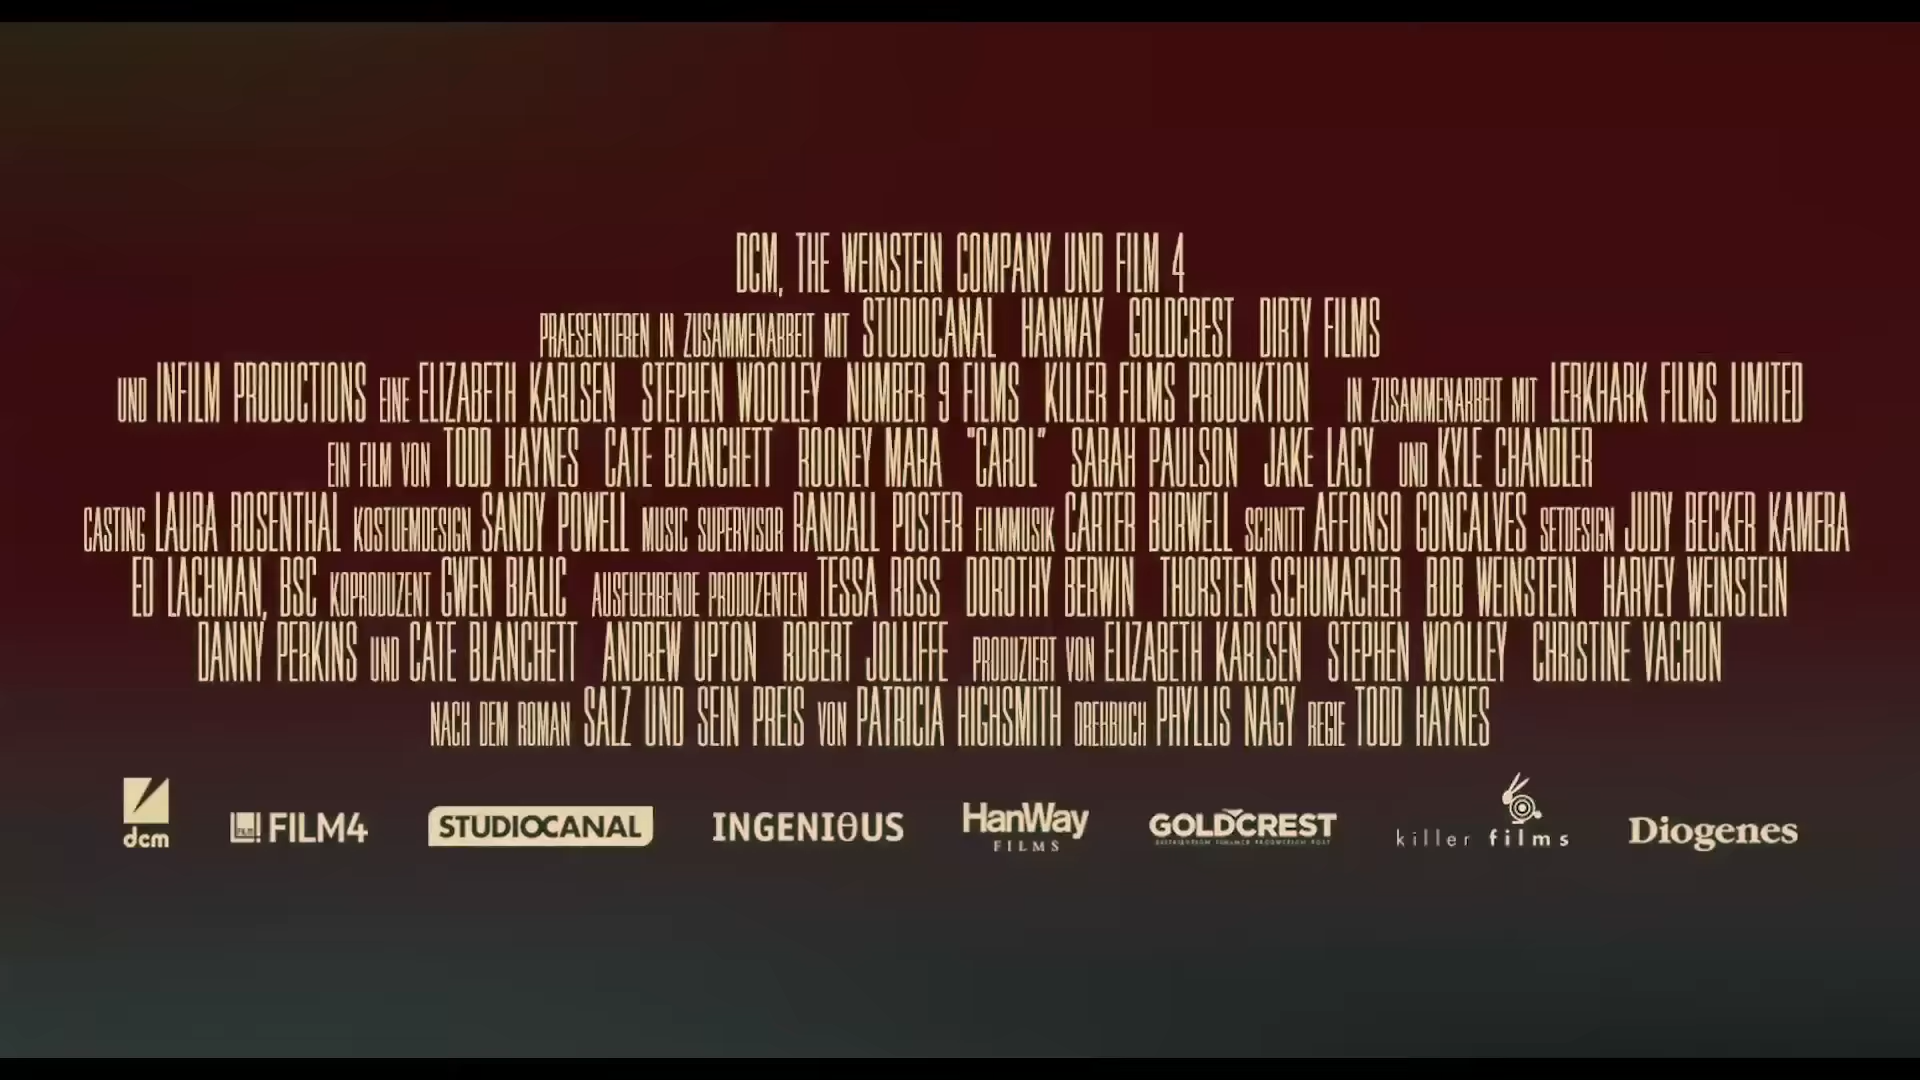 DCM, THE WEINSTEIN COMPANY UND FILM 4
PRAESENTIEREN IN ZUSAMMENARBEIT MIT STUDIOCANAL HANWAY GOLDCREST DIRTY FILMS
UND INFILM PRODUCTIONS EINE ELIZABETH KARLSEN STEPHEN WOOLLEY NUMBER 9 FILMS KILLER FILMS PRODUKTION IN ZUSAMMENARBEIT MIT LERKHARK FILMS LIMITED
EIN FILM VON TODD HAYNES CATE BLANCHETT ROONEY MARA "CAROL" SARAH PAULSON JAKE LACY UND KYLE CHANDLER
CASTING LAURA ROSENTHAL KOSTUEMDESIGN SANDY POWELL MUSIC SUPERVISOR RANDALL POSTER FILMMUSIK CARTER BURWELL SCHNITT AFFONSO GONCALVES SETDESIGN JUDY BECKER KAMERA
ED LACHMAN, BSC KOPRODUZENT GWEN BIALIC AUSFUEHRENDE PRODUZENTEN TESSA ROSS DOROTHY BERWIN THORSTEN SCHUMACHER BOB WEINSTEIN HARVEY WEINSTEIN
DANNY PERKINS UND CATE BLANCHETT ANDREW UPTON ROBERT JOLLIFFE PRODUZIERT VON ELIZABETH KARLSEN STEPHEN WOOLLEY CHRISTINE VACHON
NACH DEM ROMAN SALZ UND SEIN PREIS VON PATRICIA HIGHSMITH DREHBUCH PHYLLIS NAGY REGIE TODD HAYNES
dcm FILM4 STUDIOCANAL INGENIOUS HanWay FILMS GOLDCREST killer films Diogenes